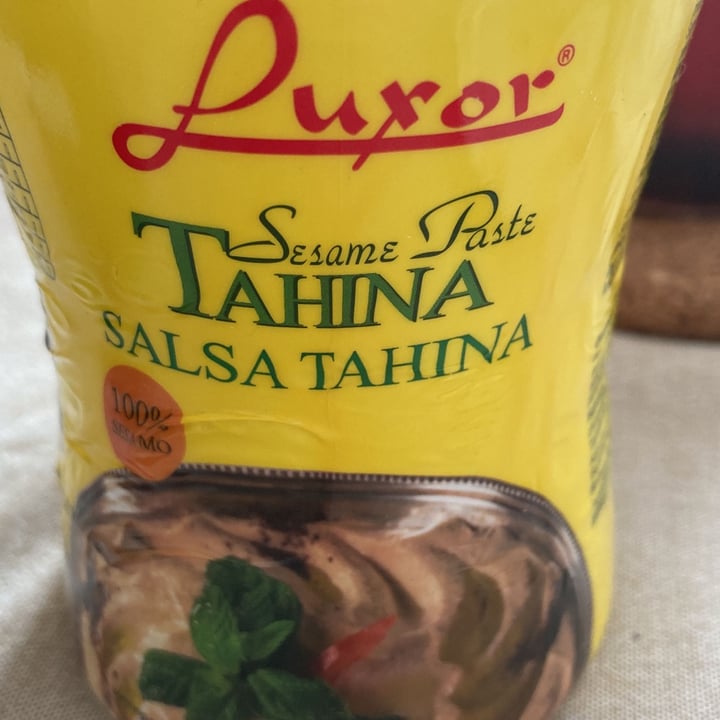 Luxor®
Sesame Paste
TAHINA
SALSA TAHINA
100%
SESAMO